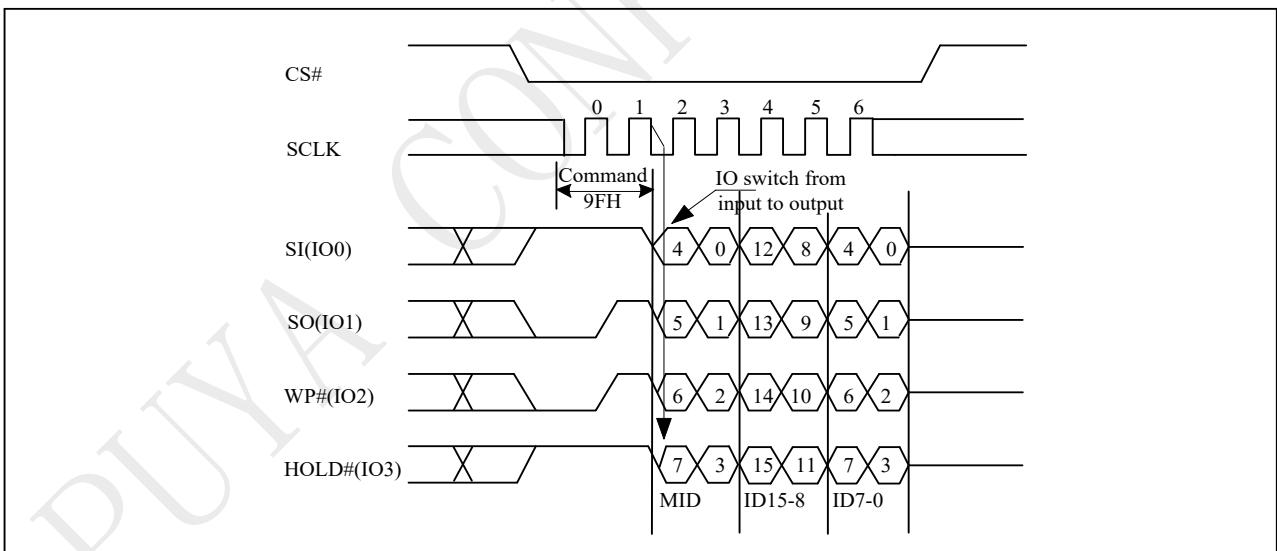 PUYA CONF
CS#
0 1 2 3 4 5 6
SCLK
Command
9FH
IO switch from
input to output
SI(IO0)
4 0 12 8 4 0
SO(IO1)
5 1 13 9 5 1
WP#(IO2)
6 2 14 10 6 2
HOLD#(IO3)
7 3 15 11 7 3
MID ID15-8 ID7-0